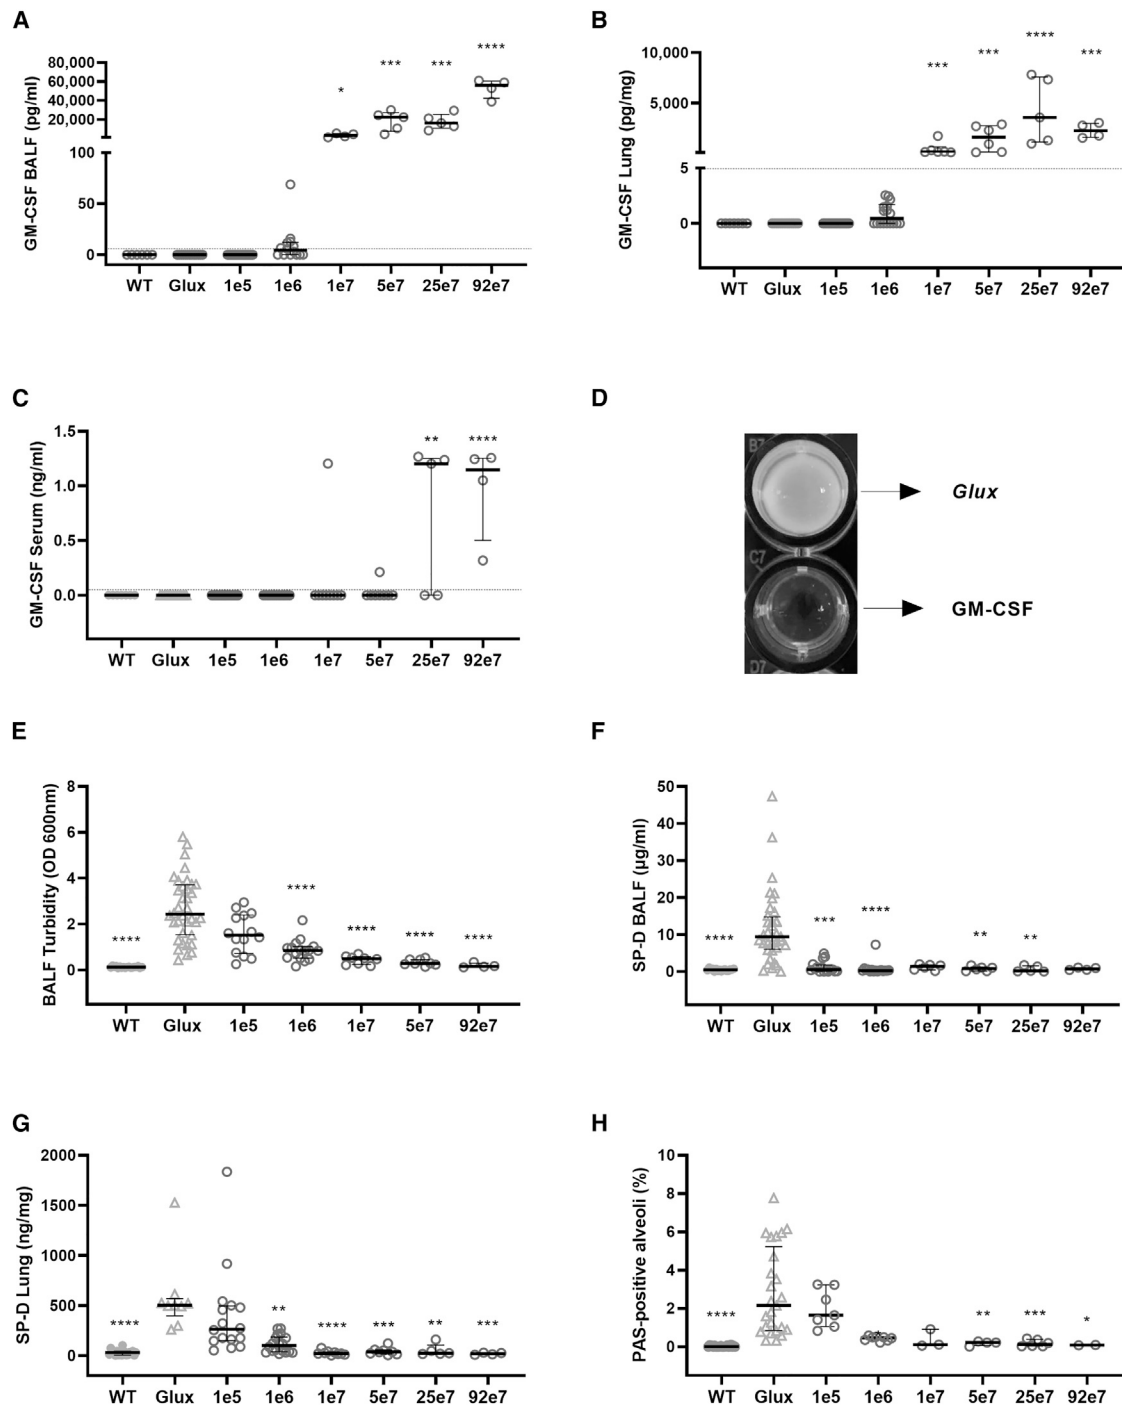 A
GM-CSF BALF (pg/ml)
80,000
60,000
40,000
20,000
100
50
0
* *** *** ****
WT Glux 1e5 1e6 1e7 5e7 25e7 92e7
B
GM-CSF Lung (pg/mg)
10,000
5,000
5
0
*** *** **** ***
WT Glux 1e5 1e6 1e7 5e7 25e7 92e7
C
GM-CSF Serum (ng/ml)
1.5
1.0
0.5
0.0
** ****
WT Glux 1e5 1e6 1e7 5e7 25e7 92e7
D
B7
C7
D7
Glux
GM-CSF
E
BALF Turbidity (OD 600nm)
8
6
4
2
0
**** **** **** **** ****
WT Glux 1e5 1e6 1e7 5e7 92e7
F
SP-D BALF (μg/ml)
50
40
30
20
10
0
**** *** **** ** **
WT Glux 1e5 1e6 1e7 5e7 25e7 92e7
G
SP-D Lung (ng/mg)
2000
1500
1000
500
0
**** ** **** *** ** ***
WT Glux 1e5 1e6 1e7 5e7 25e7 92e7
H
PAS-positive alveoli (%)
10
8
6
4
2
0
**** ** *** *
WT Glux 1e5 1e6 1e7 5e7 25e7 92e7